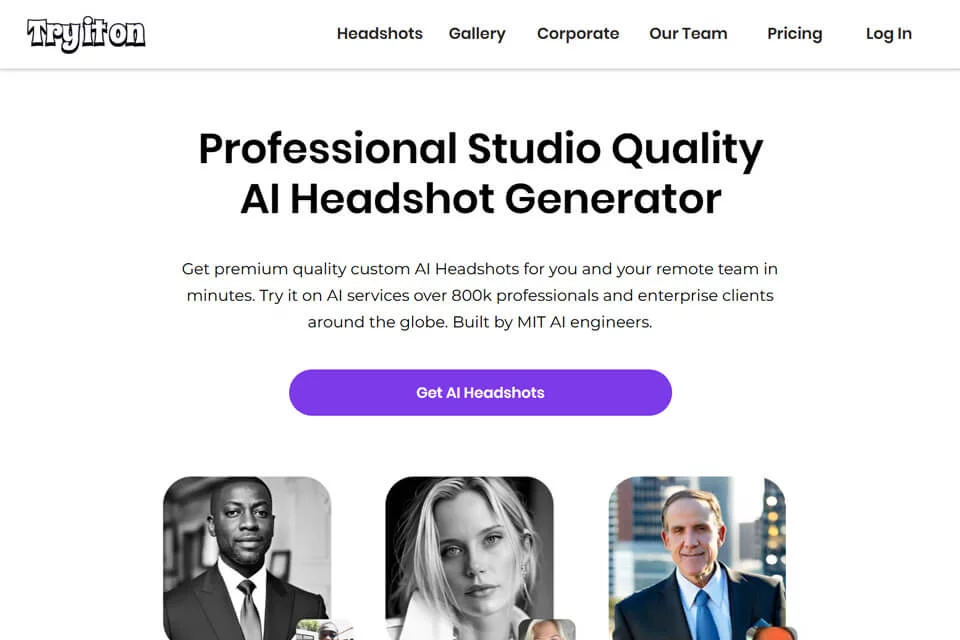 Tryiton
Headshots Gallery Corporate Our Team Pricing Log In
Professional Studio Quality
AI Headshot Generator
Get premium quality custom AI Headshots for you and your remote team in
minutes. Try it on AI services over 800k professionals and enterprise clients
around the globe. Built by MIT AI engineers.
Get AI Headshots